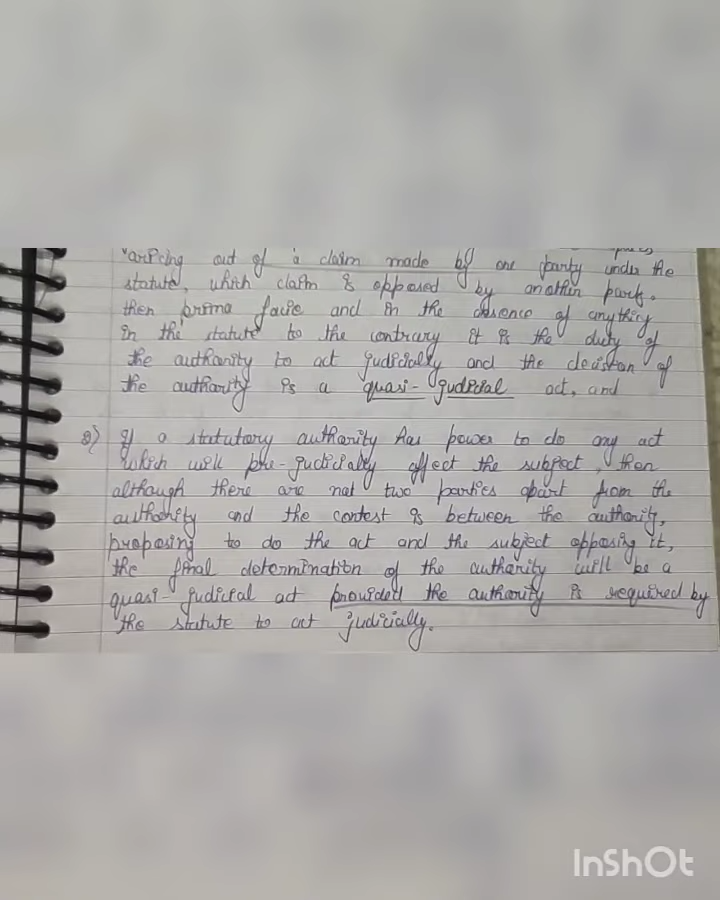 arising out of a claim made by one party under the
statute, which claim is opposed by another party.
then prima facie and in the absence of anything
in the statute to the contrary it is the duty of
the authority to act judicially and the decision of
the authority is a quasi-judicial act, and
2) If a statutory authority has power to do any act
which will pre-judicially affect the subject, then
although there are not two parties apart from the
authority and the contest is between the authority,
proposing to do the act and the subject opposing it,
the final determination of the authority will be a
quasi-judicial act provided the authority is required by
the statute to act judicially.
InShOt